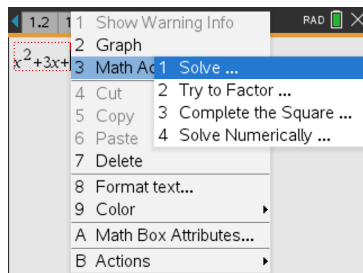 1.2 1 RAD
1 Show Warning Info
2 Graph
x²+3x+ 3 Math Ac
1 Solve ...
2 Try to Factor ...
3 Complete the Square ...
4 Solve Numerically ...
4 Cut
5 Copy
6 Paste
7 Delete
8 Format text...
9 Color
A Math Box Attributes...
B Actions